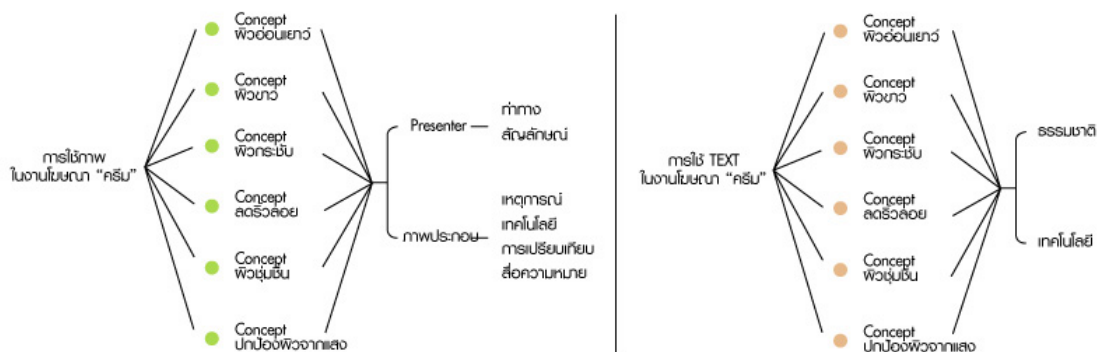 การใช้ภาพ
ในงานโฆษณา "ครีม"
Concept
ผิวอ่อนเยาว์
Concept
ผิวขาว
Concept
ผิวกระชับ
Concept
ลดริ้วลอย
Concept
ผิวชุ่มชื้น
Concept
ปกป้องผิวจากแสง
Presenter
ท่าทาง
สัญลักษณ์
ภาพประกอบ
เหตุการณ์
เทคโนโลยี
การเปรียบเทียบ
สื่อความหมาย
การใช้ TEXT
ในงานโฆษณา "ครีม"
Concept
ผิวอ่อนเยาว์
Concept
ผิวขาว
Concept
ผิวกระชับ
Concept
ลดริ้วลอย
Concept
ผิวชุ่มชื้น
Concept
ปกป้องผิวจากแสง
ธรรมชาติ
เทคโนโลยี